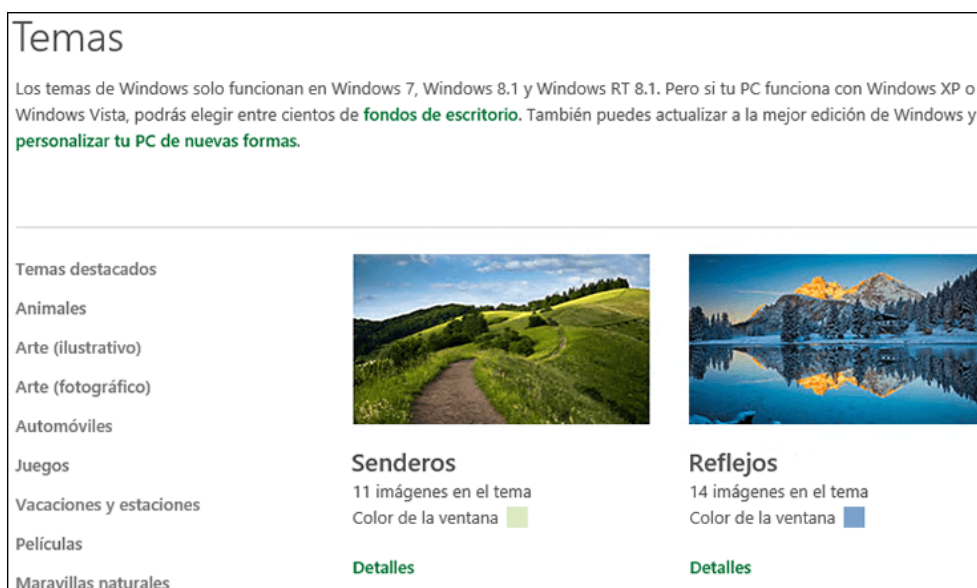 Temas
Los temas de Windows solo funcionan en Windows 7, Windows 8.1 y Windows RT 8.1. Pero si tu PC funciona con Windows XP o
Windows Vista, podrás elegir entre cientos de fondos de escritorio. También puedes actualizar a la mejor edición de Windows y
personalizar tu PC de nuevas formas.
Temas destacados
Animales
Arte (ilustrativo)
Arte (fotográfico)
Automóviles
Juegos
Vacaciones y estaciones
Películas
Maravillas naturales
Senderos
11 imágenes en el tema
Color de la ventana
Detalles
Reflejos
14 imágenes en el tema
Color de la ventana
Detalles